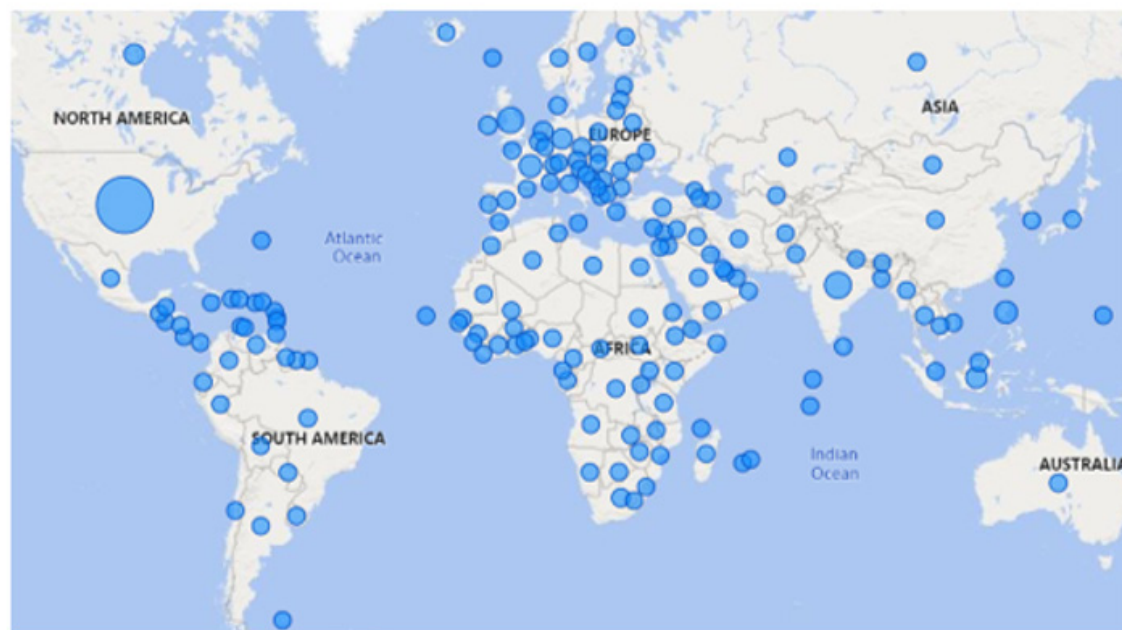 NORTH AMERICA
ASIA
EUROPE
Atlantic
Ocean
AFRICA
SOUTH AMERICA
Indian
Ocean
AUSTRALIA